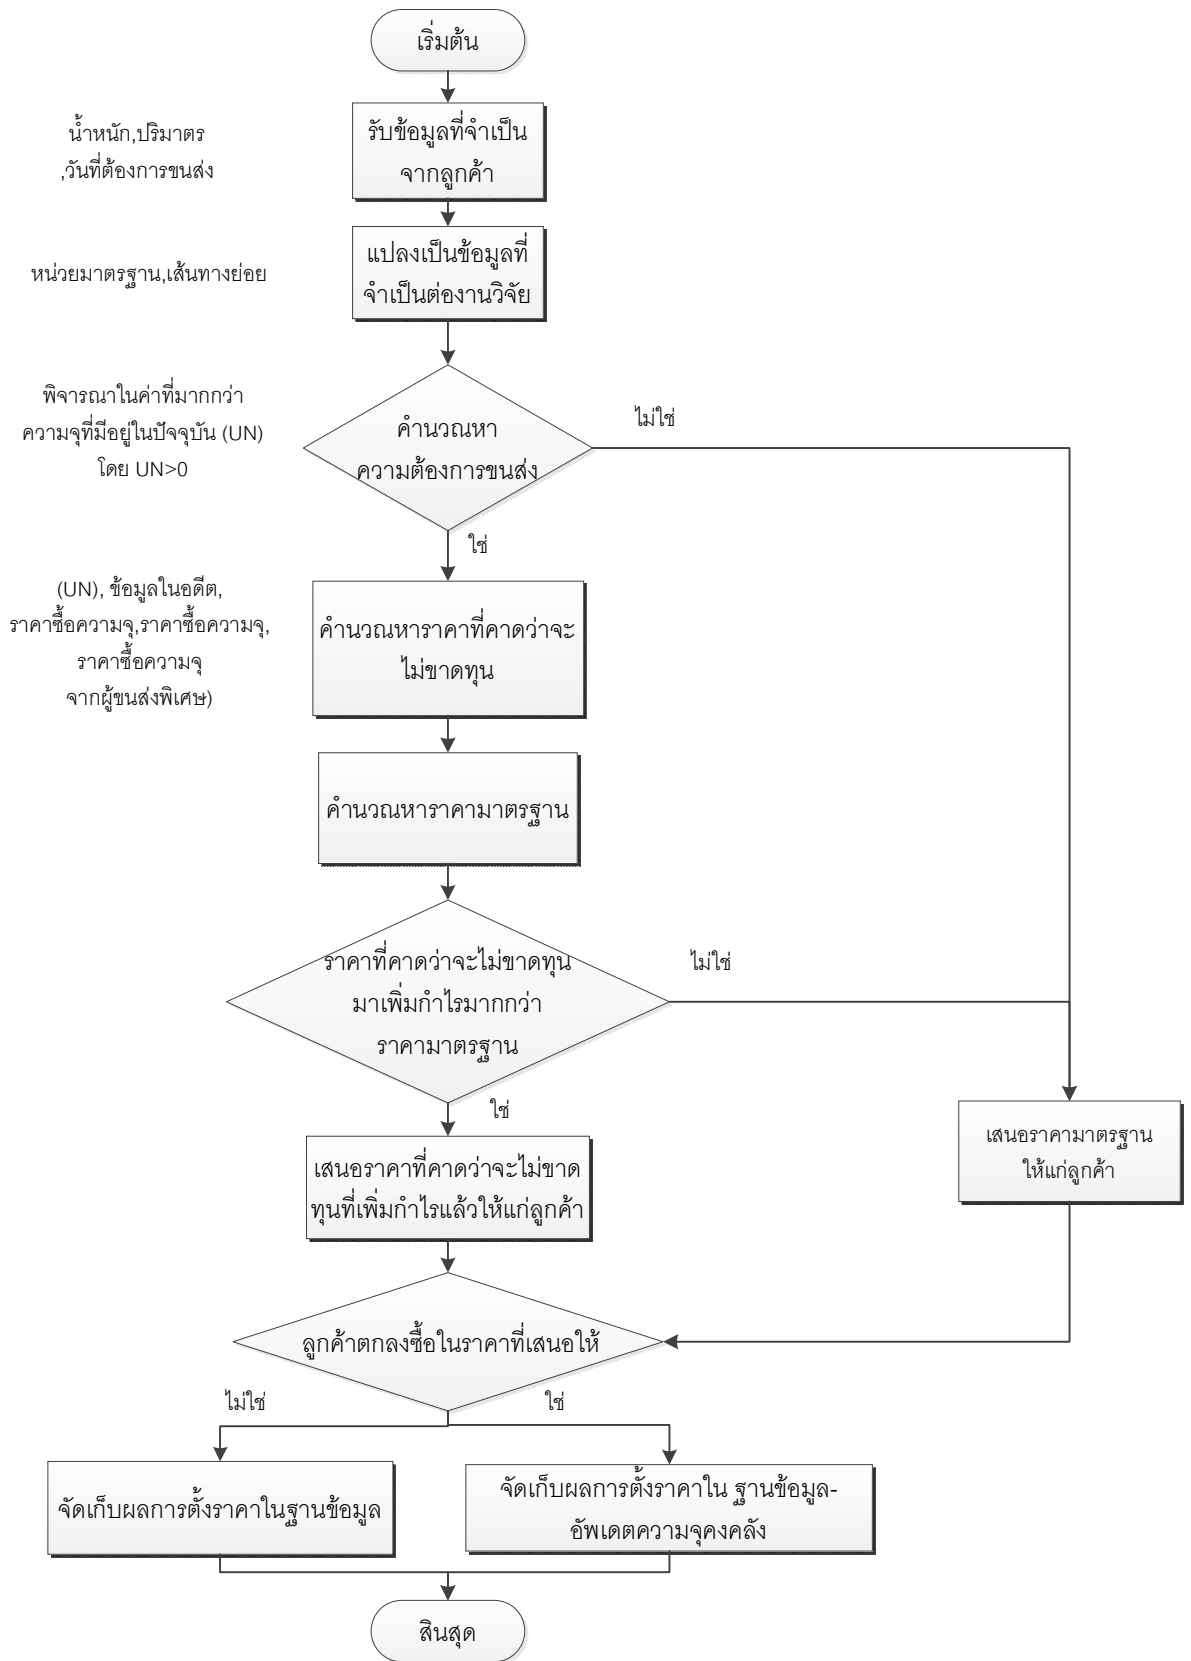 เริ่มต้น
น้ำหนัก,ปริมาตร
,วันที่ต้องการขนส่ง
รับข้อมูลที่จำเป็น
จากลูกค้า
หน่วยมาตรฐาน,เส้นทางย่อย
แปลงเป็นข้อมูลที่
จำเป็นต่องานวิจัย
พิจารณาในค่าที่มากกว่า
ความจุที่มีอยู่ในปัจจุบัน (UN)
โดย UN>0
คำนวณหา
ความต้องการขนส่ง
ไม่ใช่
ใช่
(UN), ข้อมูลในอดีต,
ราคาซื้อความจุ,ราคาซื้อความจุ,
ราคาซื้อความจุ
จากผู้ขนส่งพิเศษ)
คำนวณหาราคาที่คาดว่าจะ
ไม่ขาดทุน
คำนวณหาราคามาตรฐาน
ราคาที่คาดว่าจะไม่ขาดทุน
มาเพิ่มกำไรมากกว่า
ราคามาตรฐาน
ไม่ใช่
ใช่
เสนอราคาที่คาดว่าจะไม่ขาด
ทุนที่เพิ่มกำไรแล้วให้แก่ลูกค้า
เสนอราคามาตรฐาน
ให้แก่ลูกค้า
ลูกค้าตกลงซื้อในราคาที่เสนอให้
ไม่ใช่
ใช่
จัดเก็บผลการตั้งราคาในฐานข้อมูล
จัดเก็บผลการตั้งราคาใน ฐานข้อมูล-
อัพเดตความจุคงคลัง
สินสุด